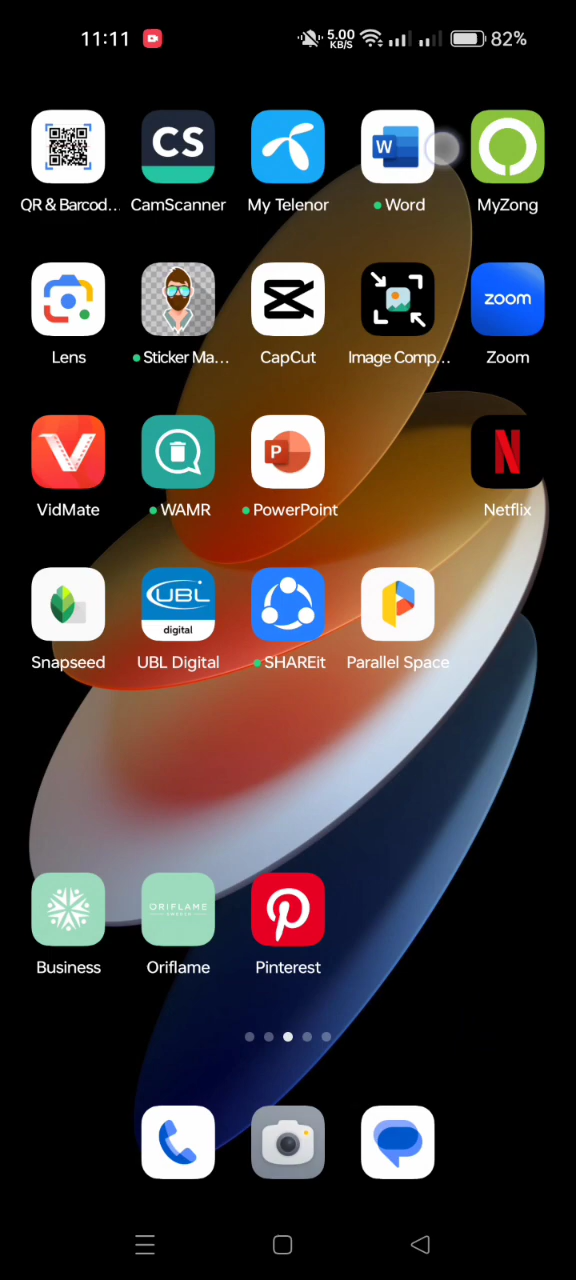 11:11 5.00 KB/S 82%
CS
W
QR & Barcod... CamScanner My Telenor Word MyZong
zoom
Lens Sticker Ma... CapCut Image Comp... Zoom
P
N
VidMate WAMR PowerPoint Netflix
UBL
digital
Snapseed UBL Digital SHAREit Parallel Space
ORIFLAME
SWEDEN
Business Oriflame Pinterest